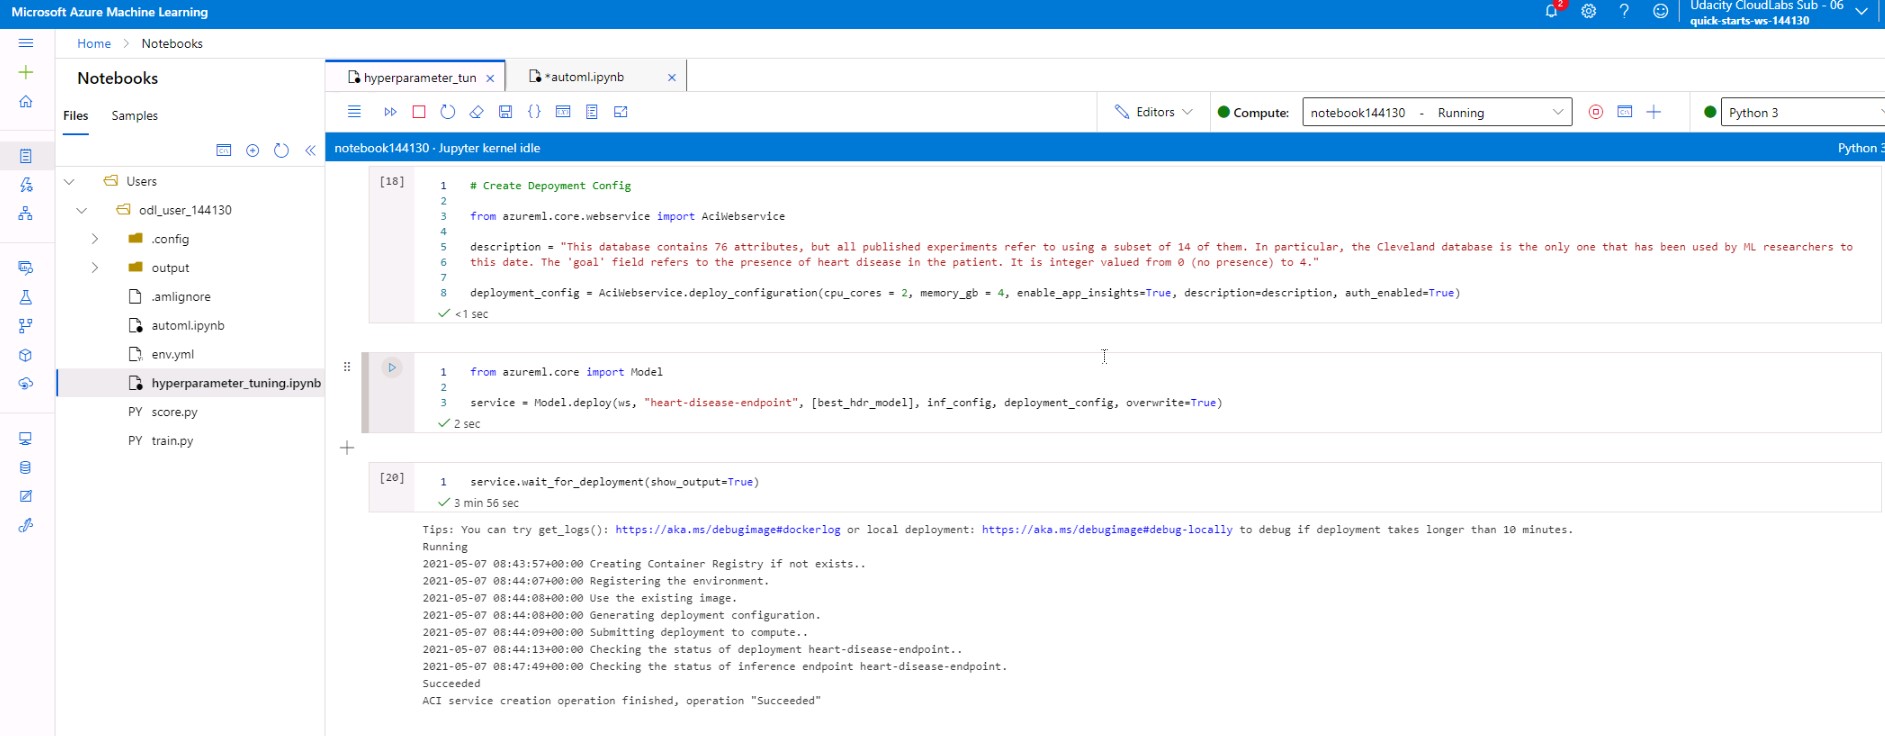 Microsoft Azure Machine Learning
2
Udacity CloudLabs Sub - 06
quick-starts-ws-144130
Home > Notebooks
Notebooks
Files Samples
Users
odl_user_144130
.config
output
.amlignore
automl.ipynb
env.yml
hyperparameter_tuning.ipynb
PY score.py
PY train.py
hyperparameter_tun × *automl.ipynb ×
Editors Compute: notebook144130 - Running Python 3
notebook144130 · Jupyter kernel idle Python 3
[18]
1 # Create Depoyment Config
2
3 from azureml.core.webservice import AciWebservice
4
5 description = "This database contains 76 attributes, but all published experiments refer to using a subset of 14 of them. In particular, the Cleveland database is the only one that has been used by ML researchers to
6 this date. The 'goal' field refers to the presence of heart disease in the patient. It is integer valued from 0 (no presence) to 4."
7
8 deployment_config = AciWebservice.deploy_configuration(cpu_cores = 2, memory_gb = 4, enable_app_insights=True, description=description, auth_enabled=True)
<1 sec
1 from azureml.core import Model
2
3 service = Model.deploy(ws, "heart-disease-endpoint", [best_hdr_model], inf_config, deployment_config, overwrite=True)
2 sec
[20]
1 service.wait_for_deployment(show_output=True)
3 min 56 sec
Tips: You can try get_logs(): https://aka.ms/debugimage#dockerlog or local deployment: https://aka.ms/debugimage#debug-locally to debug if deployment takes longer than 10 minutes.
Running
2021-05-07 08:43:57+00:00 Creating Container Registry if not exists..
2021-05-07 08:44:07+00:00 Registering the environment.
2021-05-07 08:44:08+00:00 Use the existing image.
2021-05-07 08:44:08+00:00 Generating deployment configuration.
2021-05-07 08:44:09+00:00 Submitting deployment to compute..
2021-05-07 08:44:13+00:00 Checking the status of deployment heart-disease-endpoint..
2021-05-07 08:47:49+00:00 Checking the status of inference endpoint heart-disease-endpoint.
Succeeded
ACI service creation operation finished, operation "Succeeded"